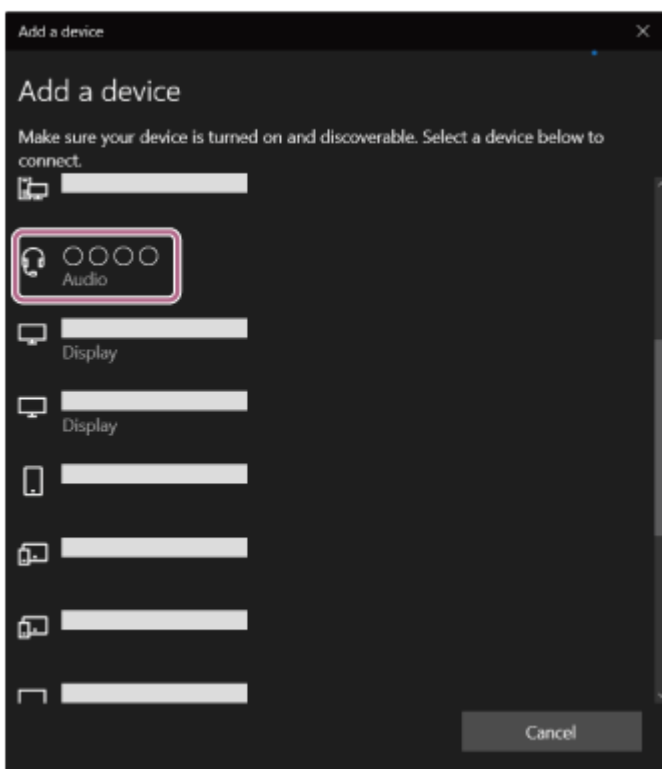 Add a device
Add a device
Make sure your device is turned on and discoverable. Select a device below to
connect.
○○○○
Audio
Display
Display
Cancel